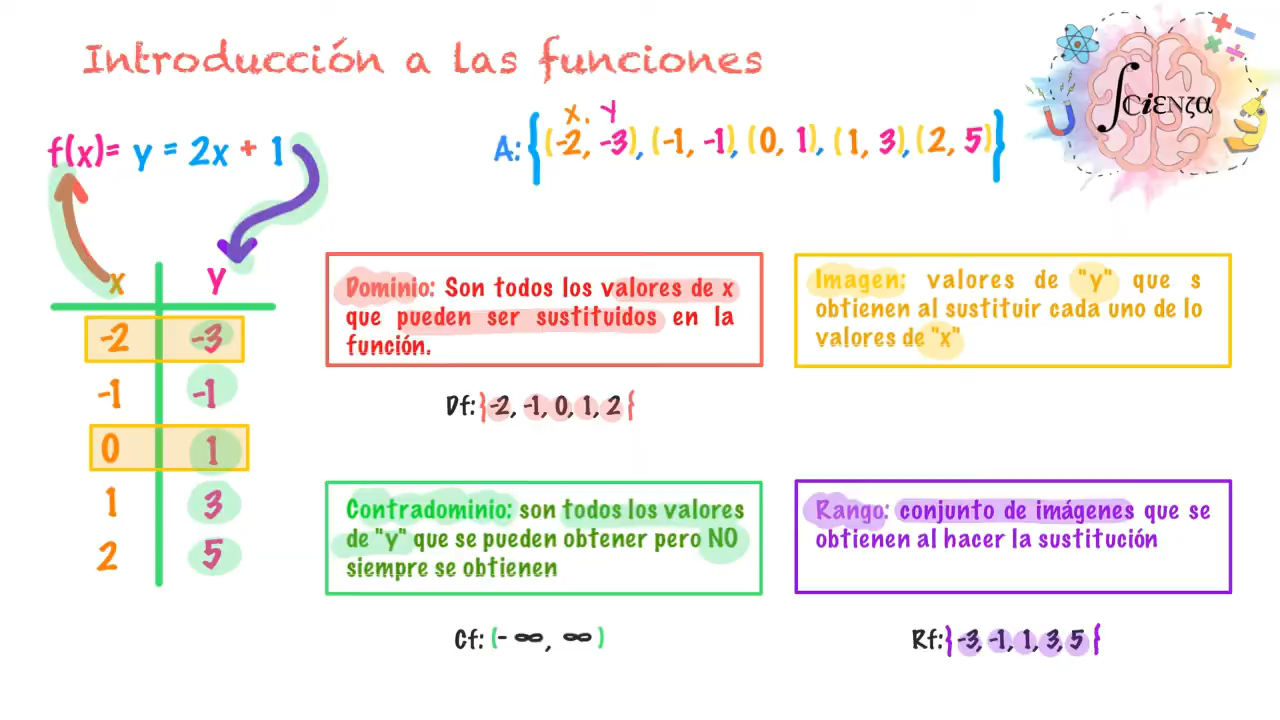 Introducción a las funciones
∫CiEnζα
f(x)= y = 2x + 1
x, y
A: {(-2, -3), (-1, -1), (0, 1), (1, 3), (2, 5)}
x y
-2 -3
-1 -1
0 1
1 3
2 5
Dominio: Son todos los valores de x
que pueden ser sustituidos en la
función.
Df: }-2, -1, 0, 1, 2{
Imagen: valores de "y" que s
obtienen al sustituir cada uno de lo
valores de "x"
Contradominio: son todos los valores
de "y" que se pueden obtener pero NO
siempre se obtienen
Cf: (- ∞, ∞ )
Rango: conjunto de imágenes que se
obtienen al hacer la sustitución
Rf: }-3, -1, 1, 3, 5 {